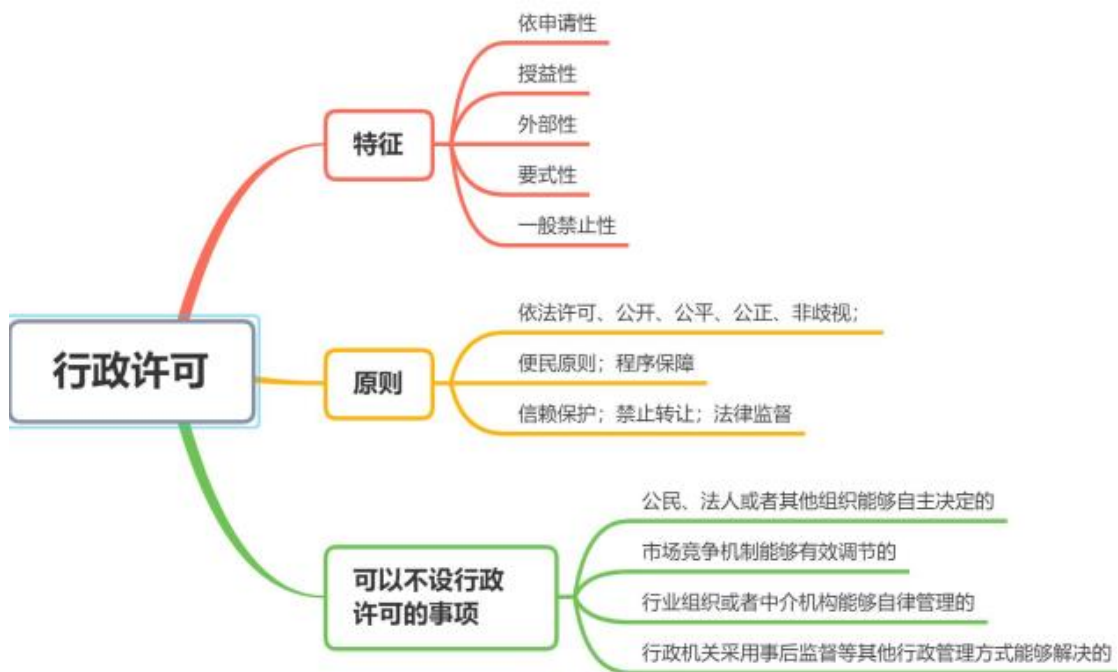 行政许可
特征
依申请性
授益性
外部性
要式性
一般禁止性
原则
依法许可、公开、公平、公正、非歧视；
便民原则；程序保障
信赖保护；禁止转让；法律监督
可以不设行政
许可的事项
公民、法人或者其他组织能够自主决定的
市场竞争机制能够有效调节的
行业组织或者中介机构能够自律管理的
行政机关采用事后监督等其他行政管理方式能够解决的